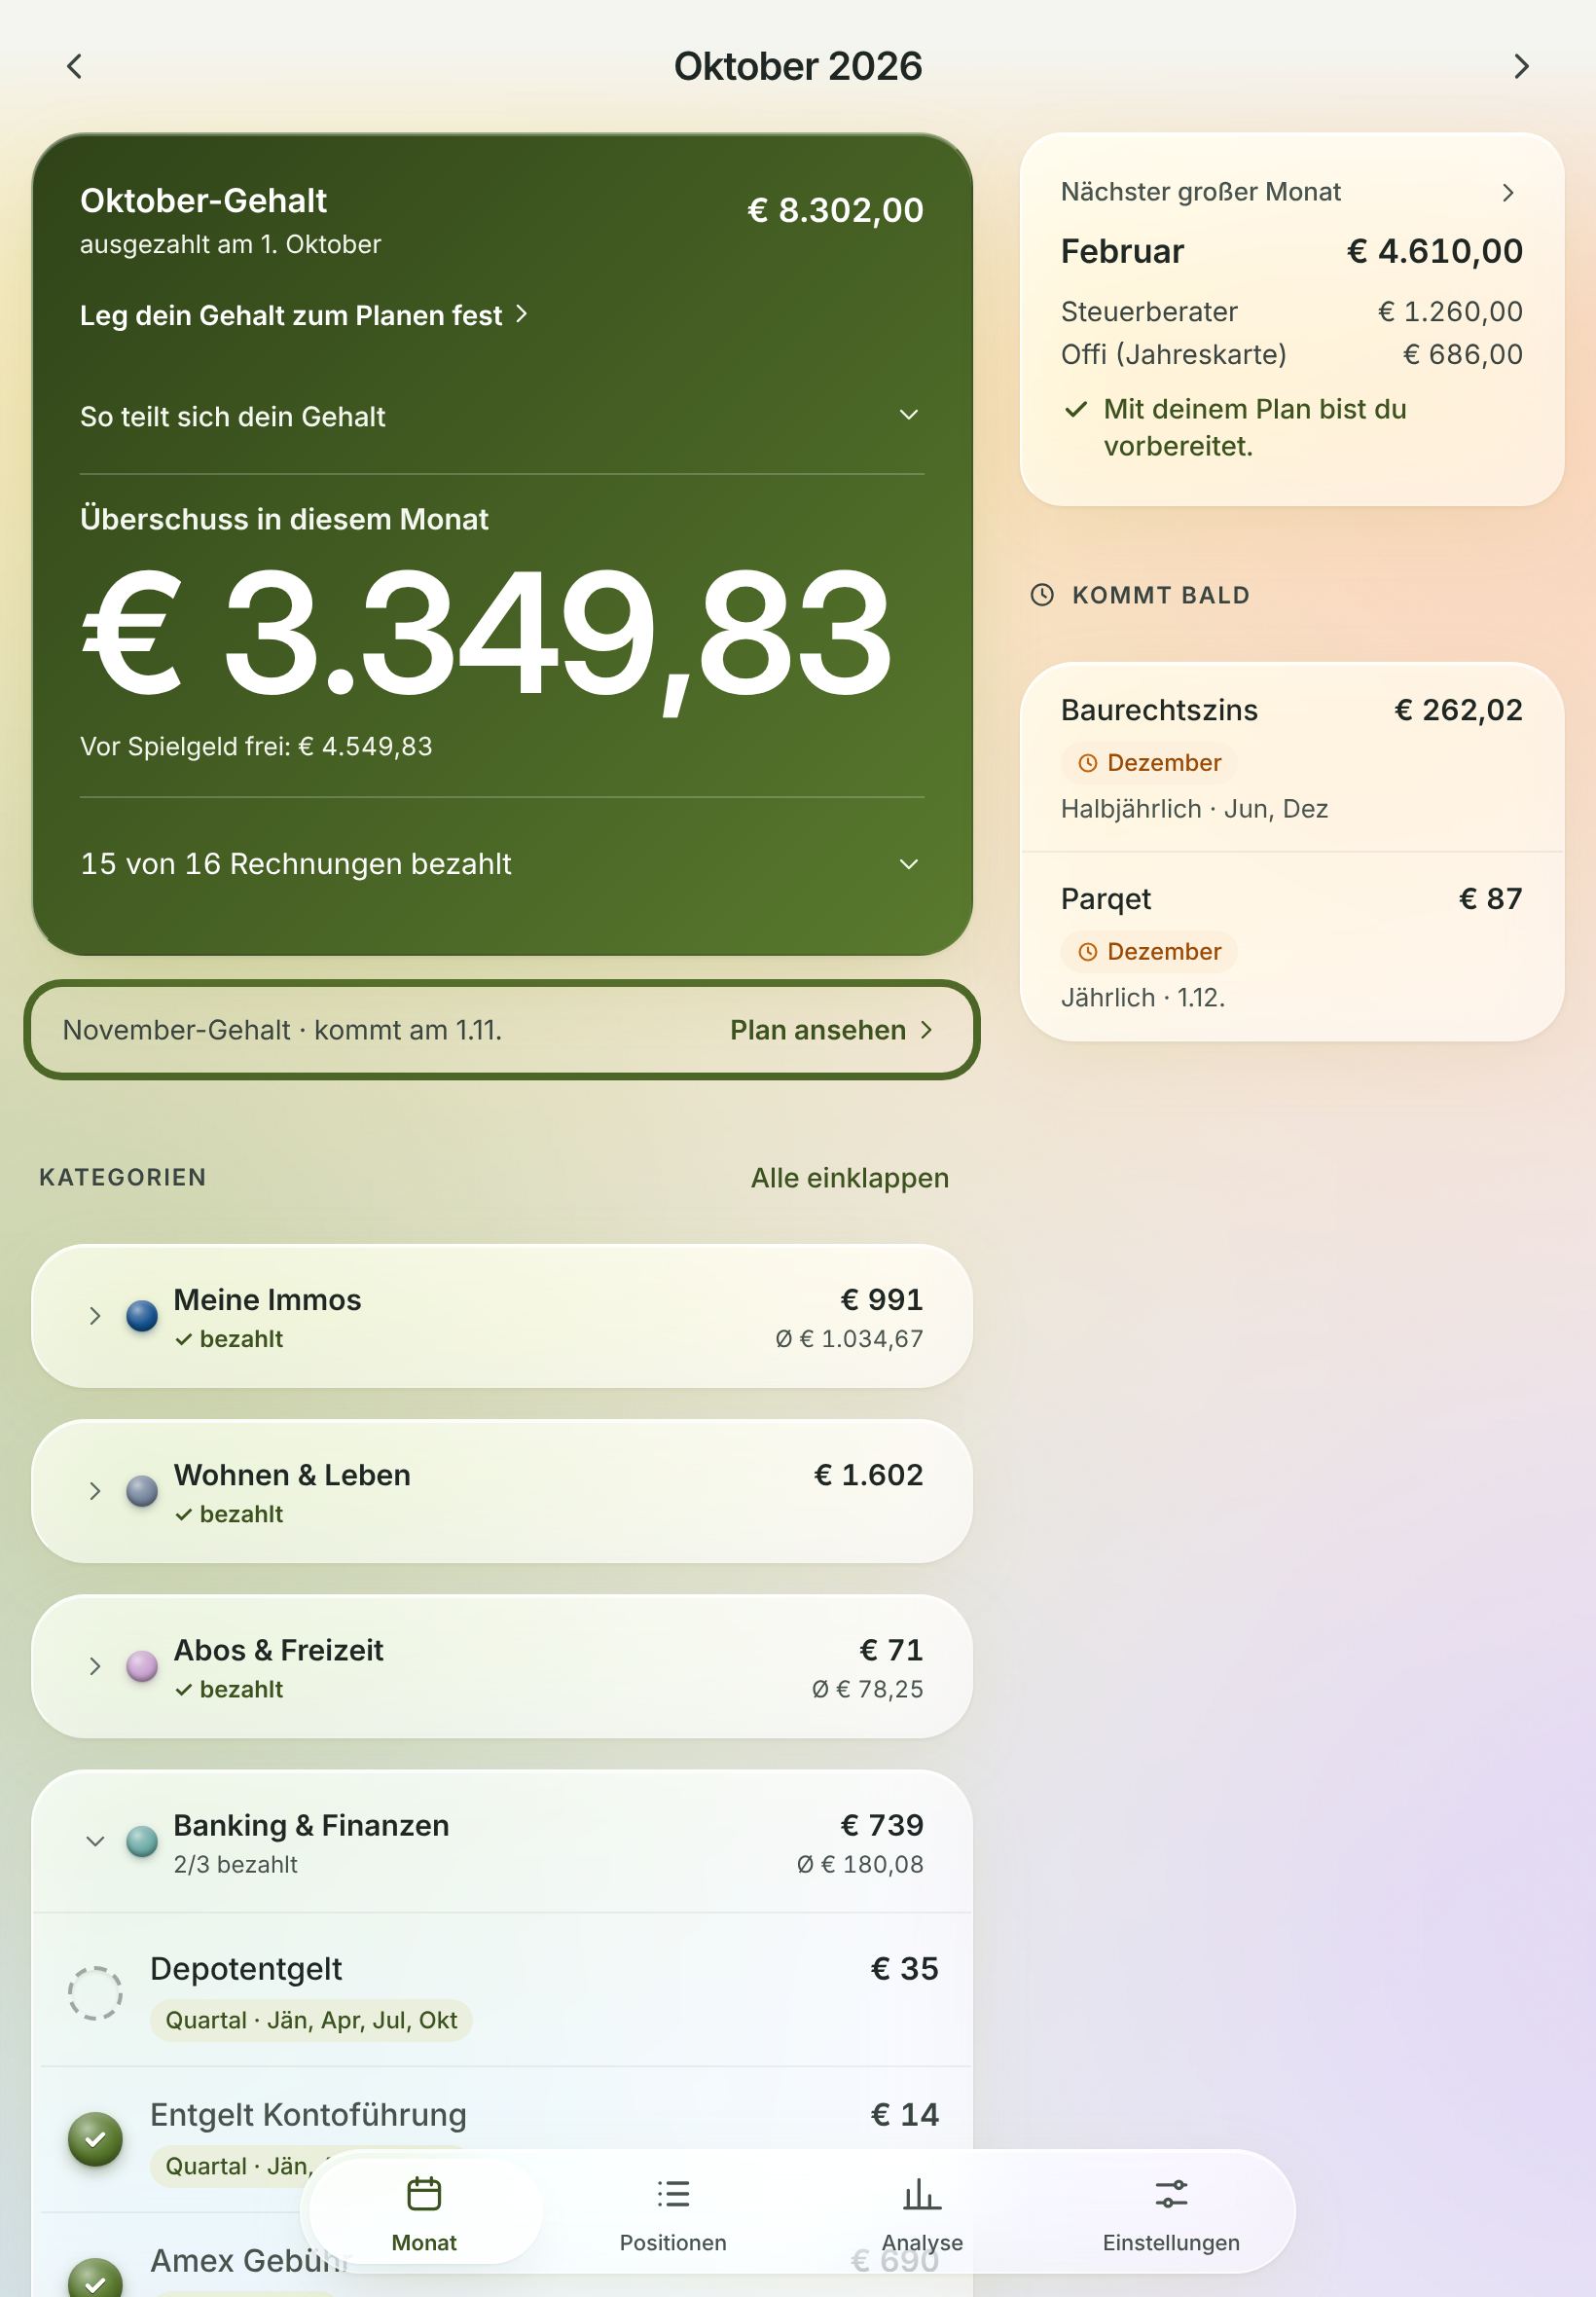 Oktober 2026
Oktober-Gehalt
€ 8.302,00
ausgezahlt am 1. Oktober
Leg dein Gehalt zum Planen fest
So teilt sich dein Gehalt
Überschuss in diesem Monat
€ 3.349,83
Vor Spielgeld frei: € 4.549,83
15 von 16 Rechnungen bezahlt
November-Gehalt · kommt am 1.11.
Plan ansehen
Nächster großer Monat
Februar € 4.610,00
Steuerberater € 1.260,00
Offi (Jahreskarte) € 686,00
Mit deinem Plan bist du
vorbereitet.
KOMMT BALD
Baurechtszins € 262,02
Dezember
Halbjährlich · Jun, Dez
Parqet € 87
Dezember
Jährlich · 1.12.
KATEGORIEN
Alle einklappen
Meine Immos € 991
✓ bezahlt Ø € 1.034,67
Wohnen & Leben € 1.602
✓ bezahlt
Abos & Freizeit € 71
✓ bezahlt Ø € 78,25
Banking & Finanzen € 739
2/3 bezahlt Ø € 180,08
Depotentgelt € 35
Quartal · Jän, Apr, Jul, Okt
Entgelt Kontoführung € 14
Quartal · Jän,
Amex Gebühr € 690
Monat
Positionen
Analyse
Einstellungen